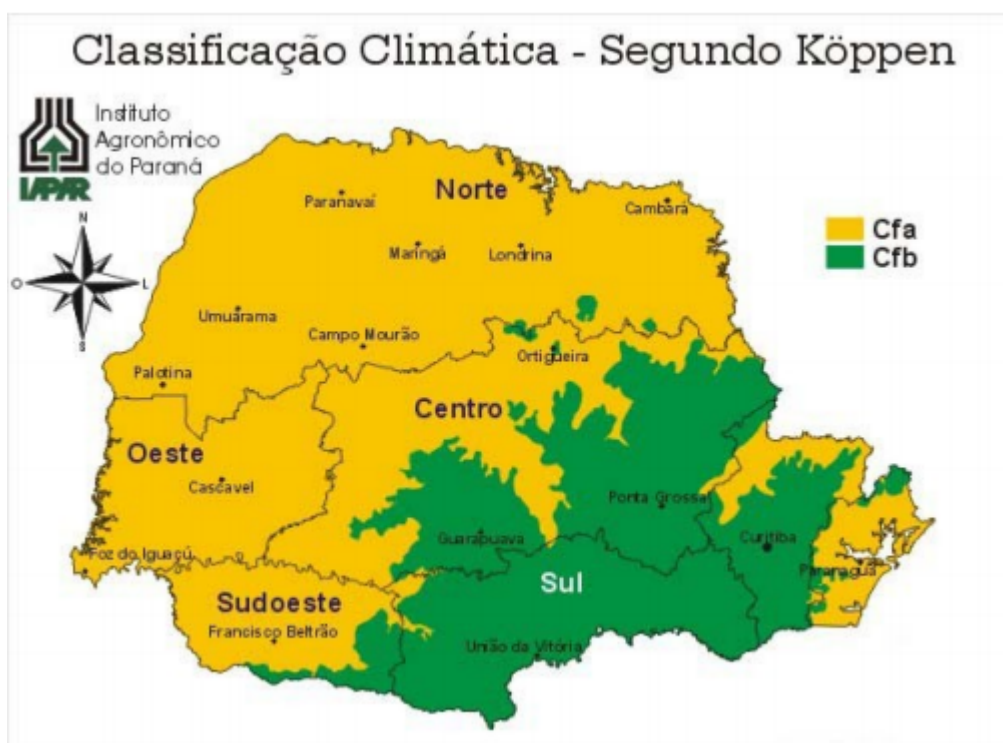 Classificação Climática - Segundo Köppen
Instituto
Agronômico
do Paraná
IAPAR
N
O
L
S
Norte
Paranavaí
Cambará
Maringá
Londrina
Cfa
Cfb
Umuarama
Campo Mourão
Ortigueira
Palotina
Centro
Oeste
Cascavel
Ponta Grossa
Guarapuava
Curitiba
Foz do Iguaçú
Paranaguá
Sul
Sudoeste
Francisco Beltrão
União da Vitória